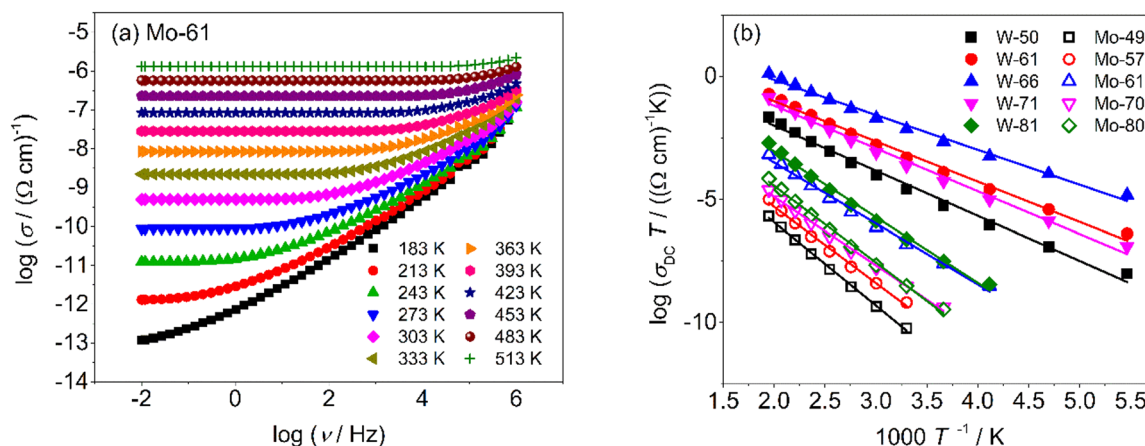 (a) Mo-61
-5
-6
-7
-8
-9
-10
-11
-12
-13
-14
log (σ / (Ω cm)⁻¹)
183 K
213 K
243 K
273 K
303 K
333 K
363 K
393 K
423 K
453 K
483 K
513 K
-2
0
2
4
6
log (ν / Hz)
(b)
W-50
W-61
W-66
W-71
W-81
Mo-49
Mo-57
Mo-61
Mo-70
Mo-80
0
-5
-10
log (σDC T / ((Ω cm)⁻¹K)
1.5
2.0
2.5
3.0
3.5
4.0
4.5
5.0
5.5
1000 T ⁻¹ / K